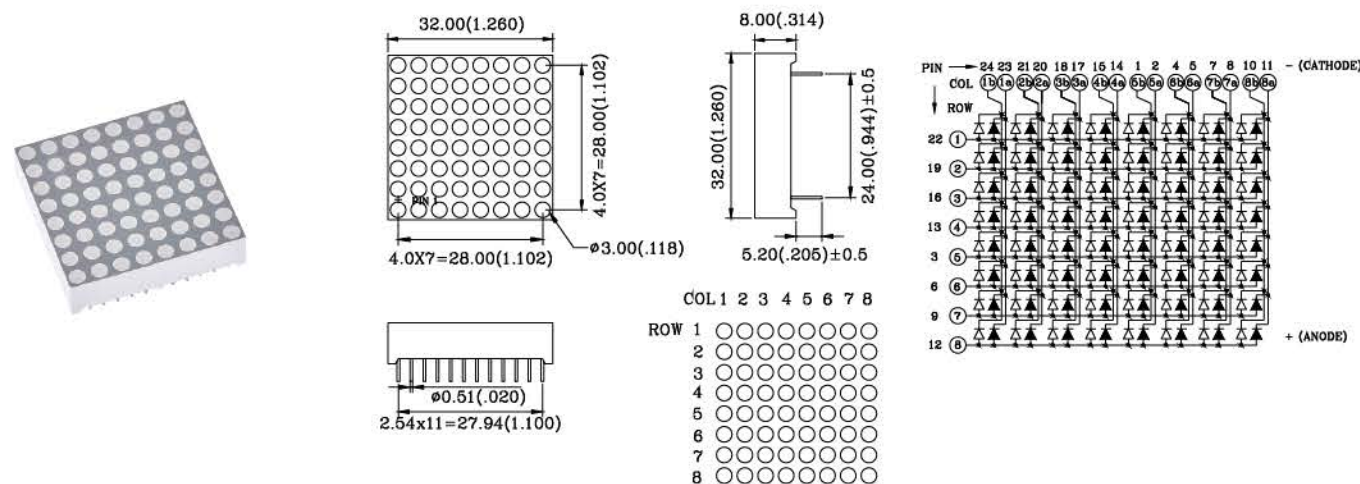 32.00(1.260)
4.0X7=28.00(1.102)
+ PIN 1
4.0X7=28.00(1.102)
ø3.00(.118)
8.00(.314)
32.00(1.260)
24.00(.944)±0.5
5.20(.205)±0.5
ø0.51(.020)
2.54x11=27.94(1.100)
COL 1 2 3 4 5 6 7 8
ROW 1
2
3
4
5
6
7
8
PIN 24 23 21 20 18 17 15 14 1 2 4 5 7 8 10 11 - (CATHODE)
COL 1b 1a 2b 2a 3b 3a 4b 4a 5b 5a 6b 6a 7b 7a 8b 8a
ROW
22 1
19 2
16 3
13 4
3 5
6 6
9 7
12 8 + (ANODE)